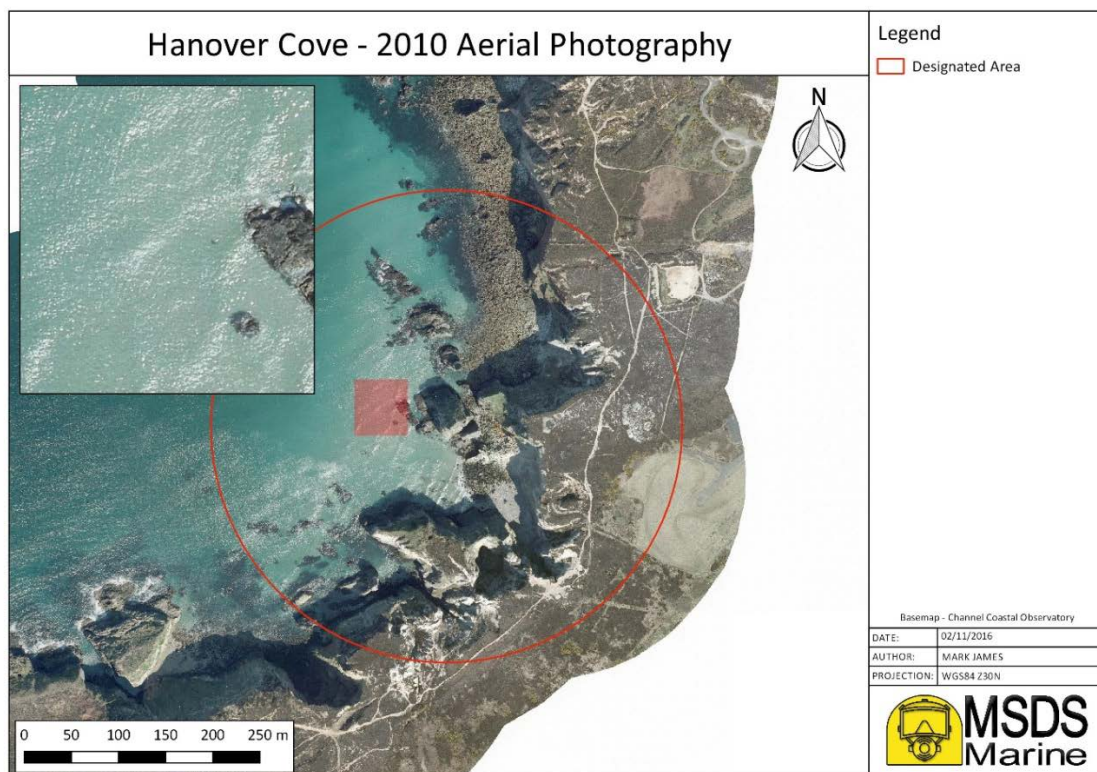 Hanover Cove - 2010 Aerial Photography
Legend
Designated Area
N
0 50 100 150 200 250 m
Basemap - Channel Coastal Observatory
DATE: 02/11/2016
AUTHOR: MARK JAMES
PROJECTION: WGS84 Z30N
MSDS
Marine